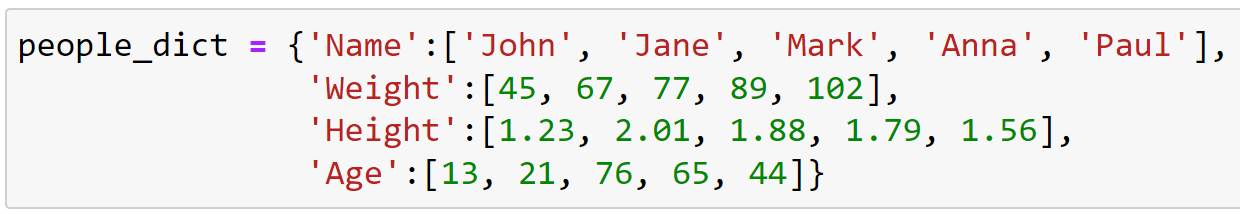 people_dict = {'Name':['John', 'Jane', 'Mark', 'Anna', 'Paul'],
'Weight':[45, 67, 77, 89, 102],
'Height':[1.23, 2.01, 1.88, 1.79, 1.56],
'Age':[13, 21, 76, 65, 44]}